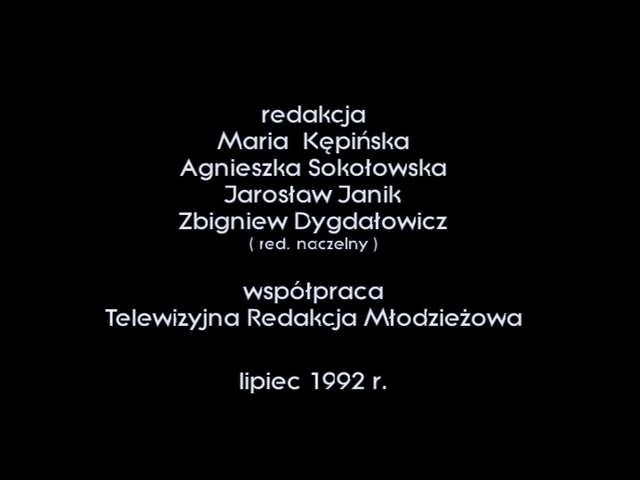 redakcja
Maria Kępińska
Agnieszka Sokołowska
Jarosław Janik
Zbigniew Dygdałowicz
( red. naczelny )
współpraca
Telewizyjna Redakcja Młodzieżowa
lipiec 1992 r.